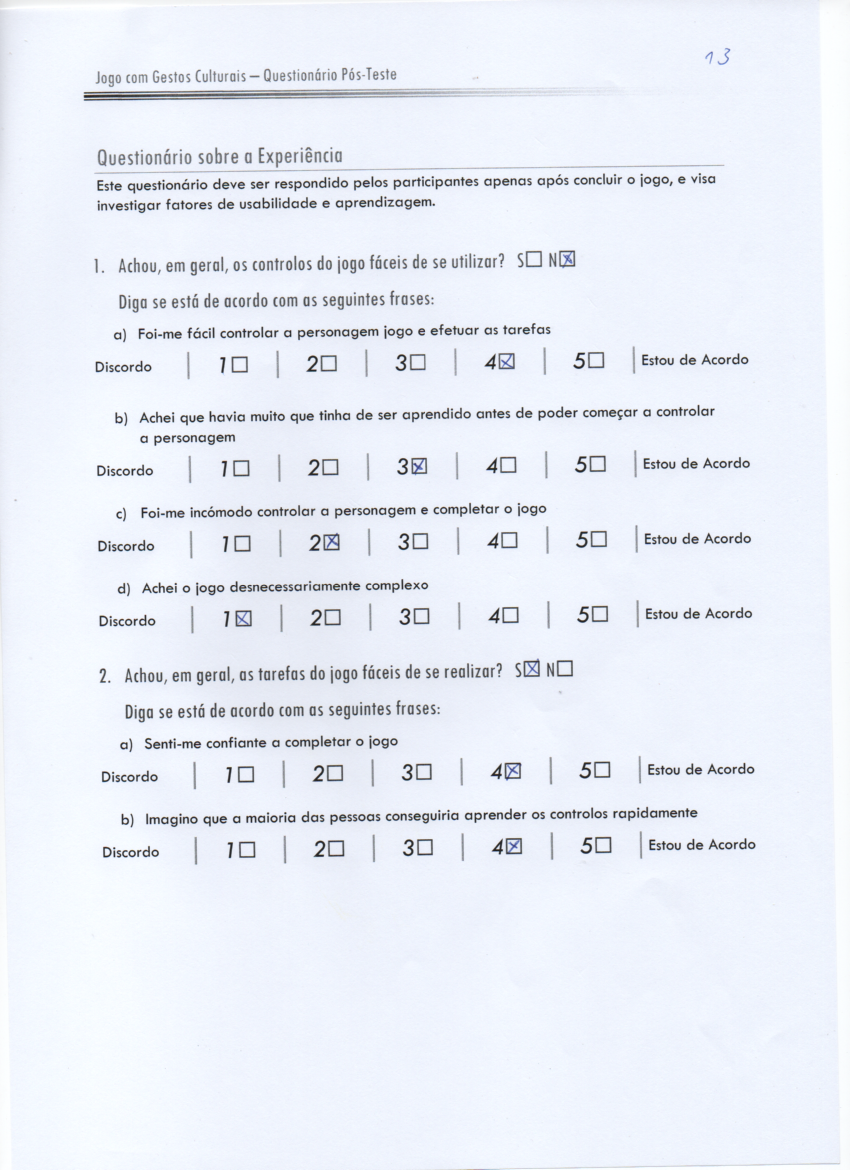 13
Jogo com Gestos Culturais – Questionário Pós-Teste
Questionário sobre a Experiência
Este questionário deve ser respondido pelos participantes apenas após concluir o jogo, e visa
investigar fatores de usabilidade e aprendizagem.
1. Achou, em geral, os controlos do jogo fáceis de se utilizar? S☐ N☒
Diga se está de acordo com as seguintes frases:
a) Foi-me fácil controlar a personagem jogo e efetuar as tarefas
Discordo | 1☐ | 2☐ | 3☐ | 4☒ | 5☐ | Estou de Acordo
b) Achei que havia muito que tinha de ser aprendido antes de poder começar a controlar
a personagem
Discordo | 1☐ | 2☐ | 3☒ | 4☐ | 5☐ | Estou de Acordo
c) Foi-me incómodo controlar a personagem e completar o jogo
Discordo | 1☐ | 2☒ | 3☐ | 4☐ | 5☐ | Estou de Acordo
d) Achei o jogo desnecessariamente complexo
Discordo | 1☒ | 2☐ | 3☐ | 4☐ | 5☐ | Estou de Acordo
2. Achou, em geral, as tarefas do jogo fáceis de se realizar? S☒ N☐
Diga se está de acordo com as seguintes frases:
a) Senti-me confiante a completar o jogo
Discordo | 1☐ | 2☐ | 3☐ | 4☒ | 5☐ | Estou de Acordo
b) Imagino que a maioria das pessoas conseguiria aprender os controlos rapidamente
Discordo | 1☐ | 2☐ | 3☐ | 4☒ | 5☐ | Estou de Acordo